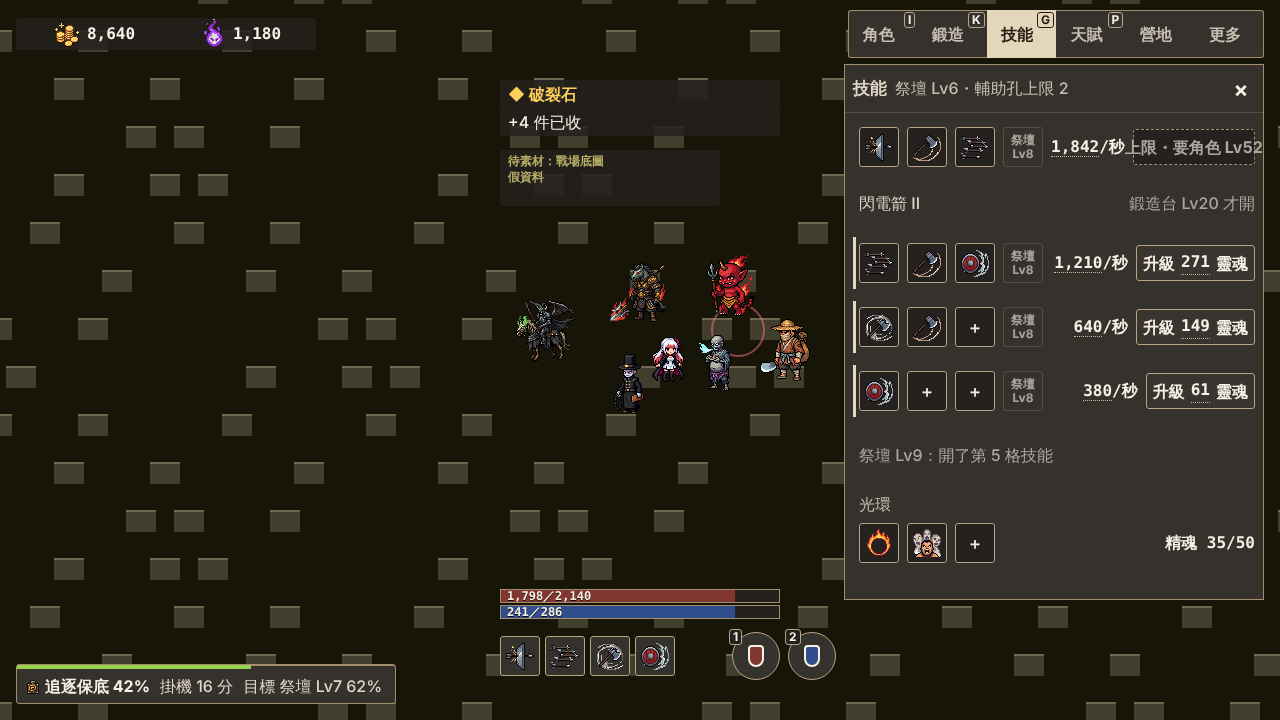 8,640
1,180
角色 I
鍛造 K
技能 G
天賦 P
營地
更多
◆ 破裂石
+4 件已收
待素材：戰場底圖
假資料
技能 祭壇 Lv6・輔助孔上限 2 ×
祭壇 Lv8
1,842/秒
上限・要角色 Lv52
閃電箭 II
鍛造台 Lv20 才開
祭壇 Lv8
1,210/秒
升級 271 靈魂
+
祭壇 Lv8
640/秒
升級 149 靈魂
+
+
祭壇 Lv8
380/秒
升級 61 靈魂
祭壇 Lv9：開了第 5 格技能
光環
+
精魂 35/50
1,798／2,140
241／286
1
2
追逐保底 42% 掛機 16 分 目標 祭壇 Lv7 62%